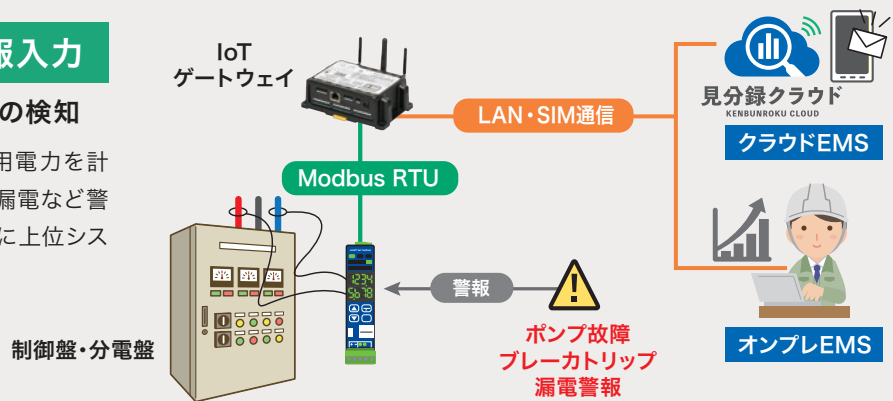 報入力
の検知
用電力を計
漏電など警
に上位シス
IoT
ゲートウェイ
LAN・SIM通信
見分録クラウド
KENBUNROKU CLOUD
クラウドEMS
Modbus RTU
1234
5678
警報
制御盤・分電盤
ポンプ故障
ブレーカトリップ
漏電警報
オンプレEMS